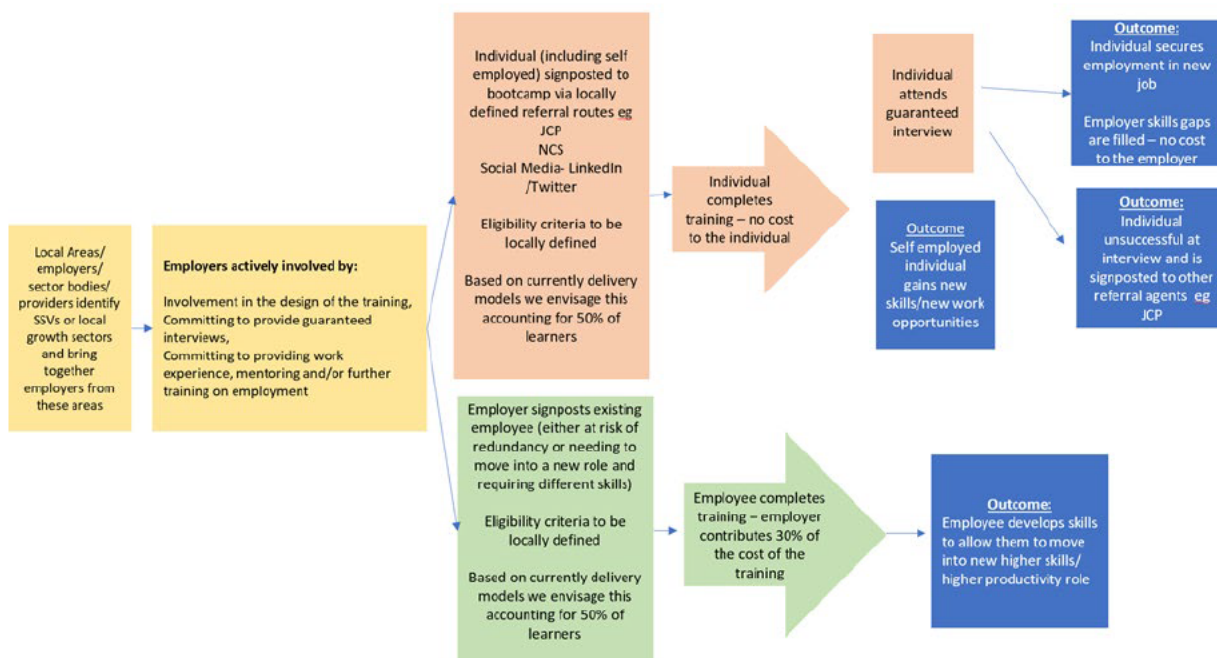 Local Areas/
employers/
sector bodies/
providers identify
SSVs or local
growth sectors
and bring
together
employers from
these areas
Employers actively involved by:
Involvement in the design of the training,
Committing to provide guaranteed
interviews,
Committing to providing work
experience, mentoring and/or further
training on employment
Individual (including self
employed) signposted to
bootcamp via locally
defined referral routes eg
JCP
NCS
Social Media- LinkedIn
/Twitter
Eligibility criteria to be
locally defined
Based on currently delivery
models we envisage this
accounting for 50% of
learners
Individual
completes
training – no cost
to the individual
Individual
attends
guaranteed
interview
Outcome:
Individual secures
employment in new
job
Employer skills gaps
are filled – no cost
to the employer
Outcome
Self employed
individual
gains new
skills/new work
opportunities
Outcome:
Individual
unsuccessful at
interview and is
signposted to other
referral agents eg
JCP
Employer signposts existing
employee (either at risk of
redundancy or needing to
move into a new role and
requiring different skills)
Eligibility criteria to be
locally defined
Based on currently delivery
models we envisage this
accounting for 50% of
learners
Employee completes
training – employer
contributes 30% of
the cost of the
training
Outcome:
Employee develops skills
to allow them to move
into new higher skills/
higher productivity role